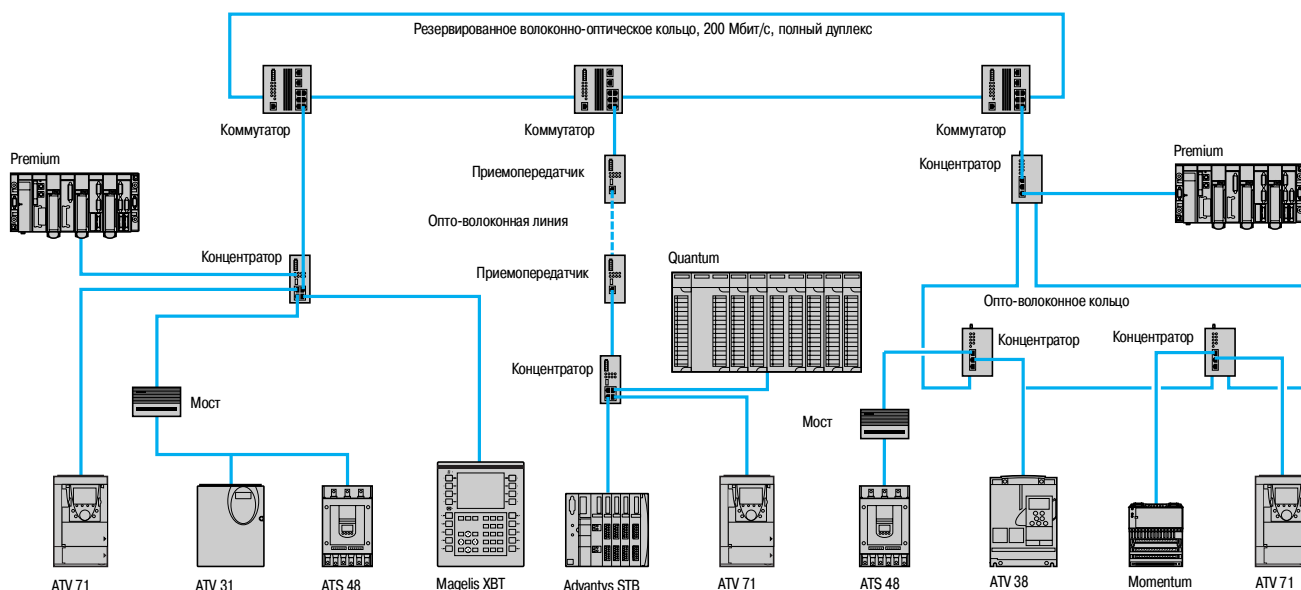 Резервированное волоконно-оптическое кольцо, 200 Мбит/с, полный дуплекс
Коммутатор
Коммутатор
Коммутатор
Premium
Приемопередатчик
Концентратор
Premium
Опто-волоконная линия
Концентратор
Приемопередатчик
Quantum
Опто-волоконное кольцо
Концентратор
Концентратор
Концентратор
Мост
Мост
ATV 71
ATV 31
ATS 48
Magelis XBT
Advantys STB
ATV 71
ATS 48
ATV 38
Momentum
ATV 71